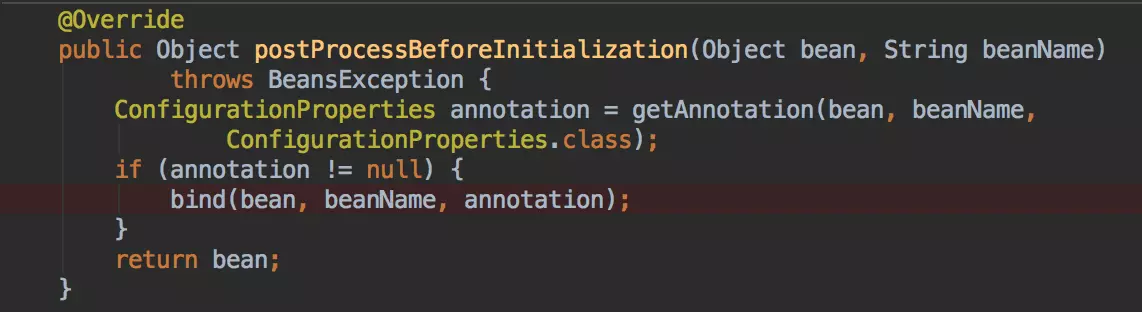 @Override
public Object postProcessBeforeInitialization(Object bean, String beanName)
        throws BeansException {
    ConfigurationProperties annotation = getAnnotation(bean, beanName,
            ConfigurationProperties.class);
    if (annotation != null) {
        bind(bean, beanName, annotation);
    }
    return bean;
}